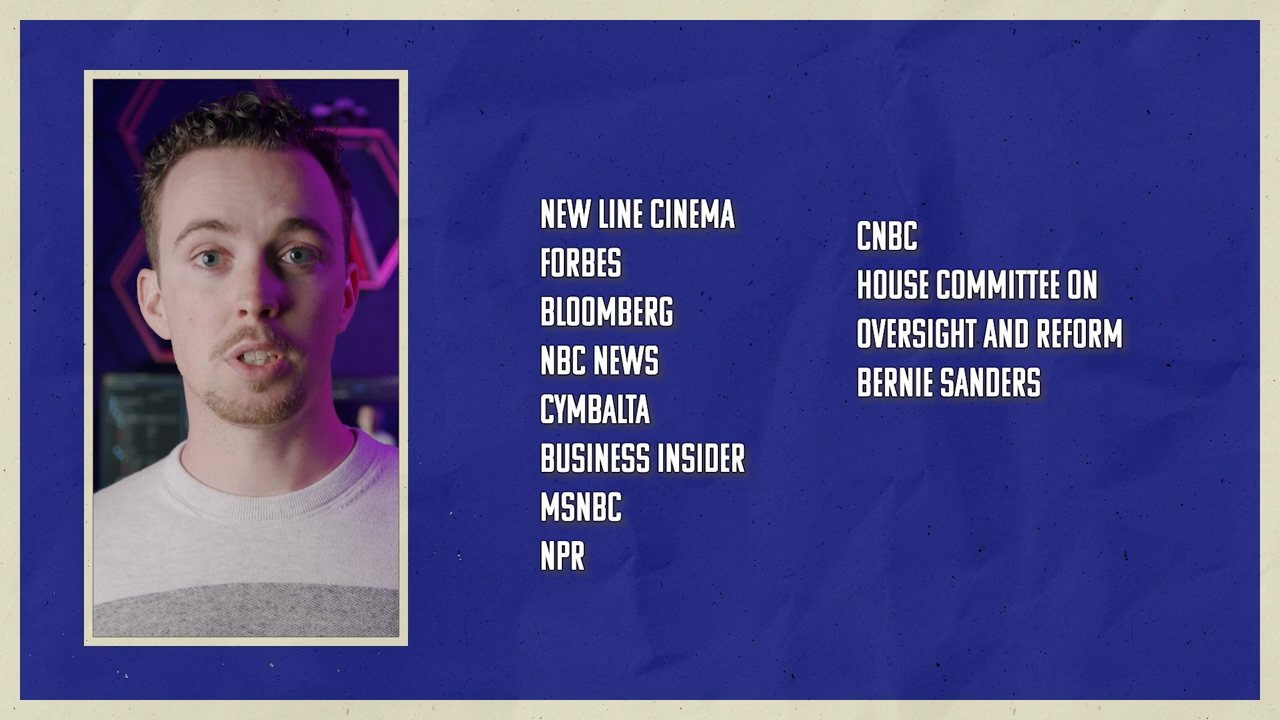 NEW LINE CINEMA
FORBES
BLOOMBERG
NBC NEWS
CYMBALTA
BUSINESS INSIDER
MSNBC
NPR
CNBC
HOUSE COMMITTEE ON
OVERSIGHT AND REFORM
BERNIE SANDERS